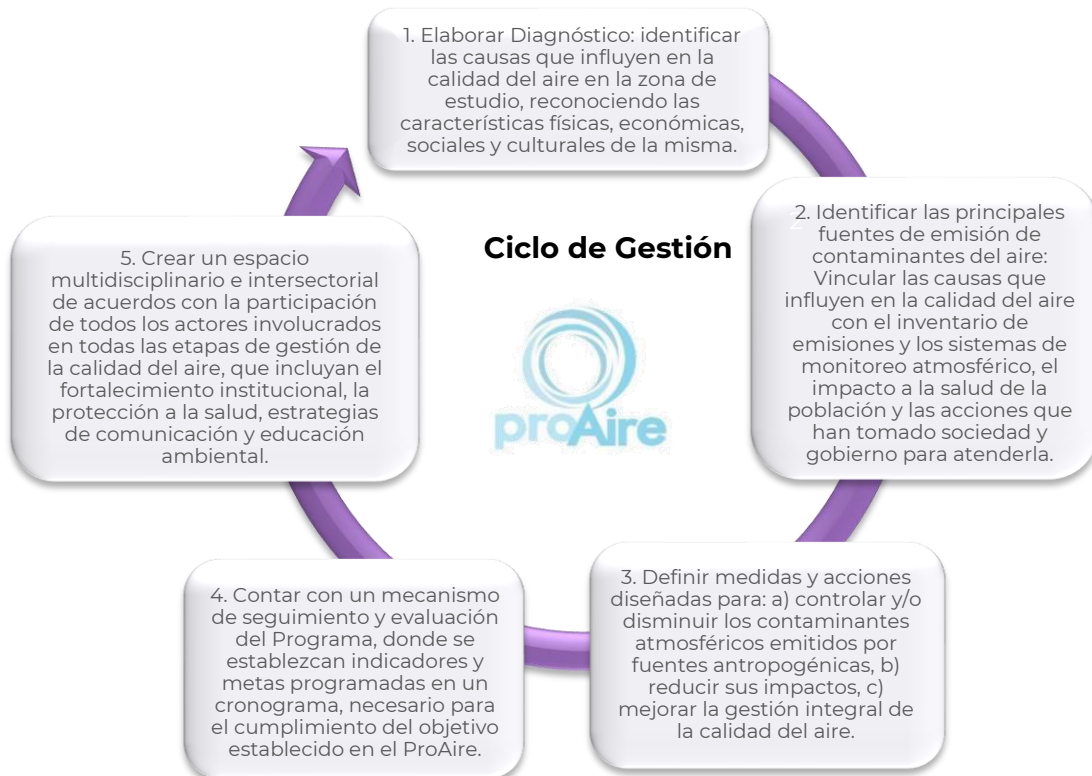 1. Elaborar Diagnóstico: identificar
las causas que influyen en la
calidad del aire en la zona de
estudio, reconociendo las
características físicas, económicas,
sociales y culturales de la misma.
2. Identificar las principales
fuentes de emisión de
contaminantes del aire:
Vincular las causas que
influyen en la calidad del aire
con el inventario de
emisiones y los sistemas de
monitoreo atmosférico, el
impacto a la salud de la
población y las acciones que
han tomado sociedad y
gobierno para atenderla.
3. Definir medidas y acciones
diseñadas para: a) controlar y/o
disminuir los contaminantes
atmosféricos emitidos por
fuentes antropogénicas, b)
reducir sus impactos, c)
mejorar la gestión integral de
la calidad del aire.
4. Contar con un mecanismo
de seguimiento y evaluación
del Programa, donde se
establezcan indicadores y
metas programadas en un
cronograma, necesario para
el cumplimiento del objetivo
establecido en el ProAire.
5. Crear un espacio
multidisciplinario e intersectorial
de acuerdos con la participación
de todos los actores involucrados
en todas las etapas de gestión de
la calidad del aire, que incluyan el
fortalecimiento institucional, la
protección a la salud, estrategias
de comunicación y educación
ambiental.
Ciclo de Gestión
proAire